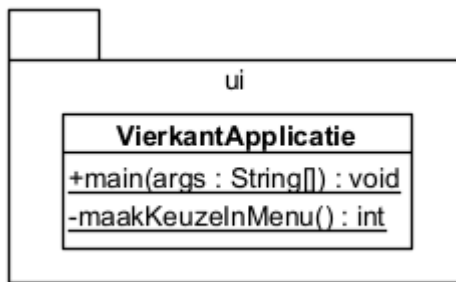 ui
VierkantApplicatie
+main(args : String[]) : void
-maakKeuzeInMenu() : int